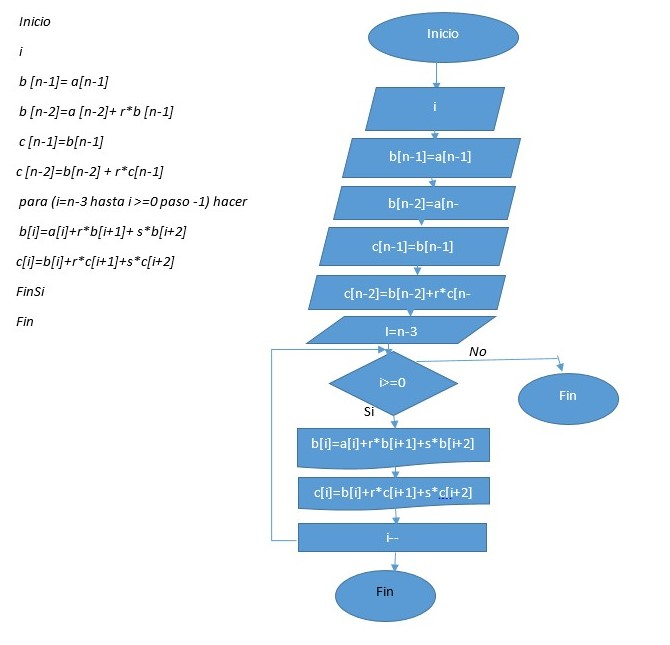 Inicio
i
b [n-1]= a[n-1]
b [n-2]=a [n-2]+ r*b [n-1]
c [n-1]=b[n-1]
c [n-2]=b[n-2] + r*c[n-1]
para (i=n-3 hasta i >=0 paso -1) hacer
b[i]=a[i]+r*b[i+1]+ s*b[i+2]
c[i]=b[i]+r*c[i+1]+s*c[i+2]
FinSi
Fin
Inicio
i
b[n-1]=a[n-1]
b[n-2]=a[n-
c[n-1]=b[n-1]
c[n-2]=b[n-2]+r*c[n-
I=n-3
No
i>=0
Fin
Si
b[i]=a[i]+r*b[i+1]+s*b[i+2]
c[i]=b[i]+r*c[i+1]+s*c[i+2]
i--
Fin